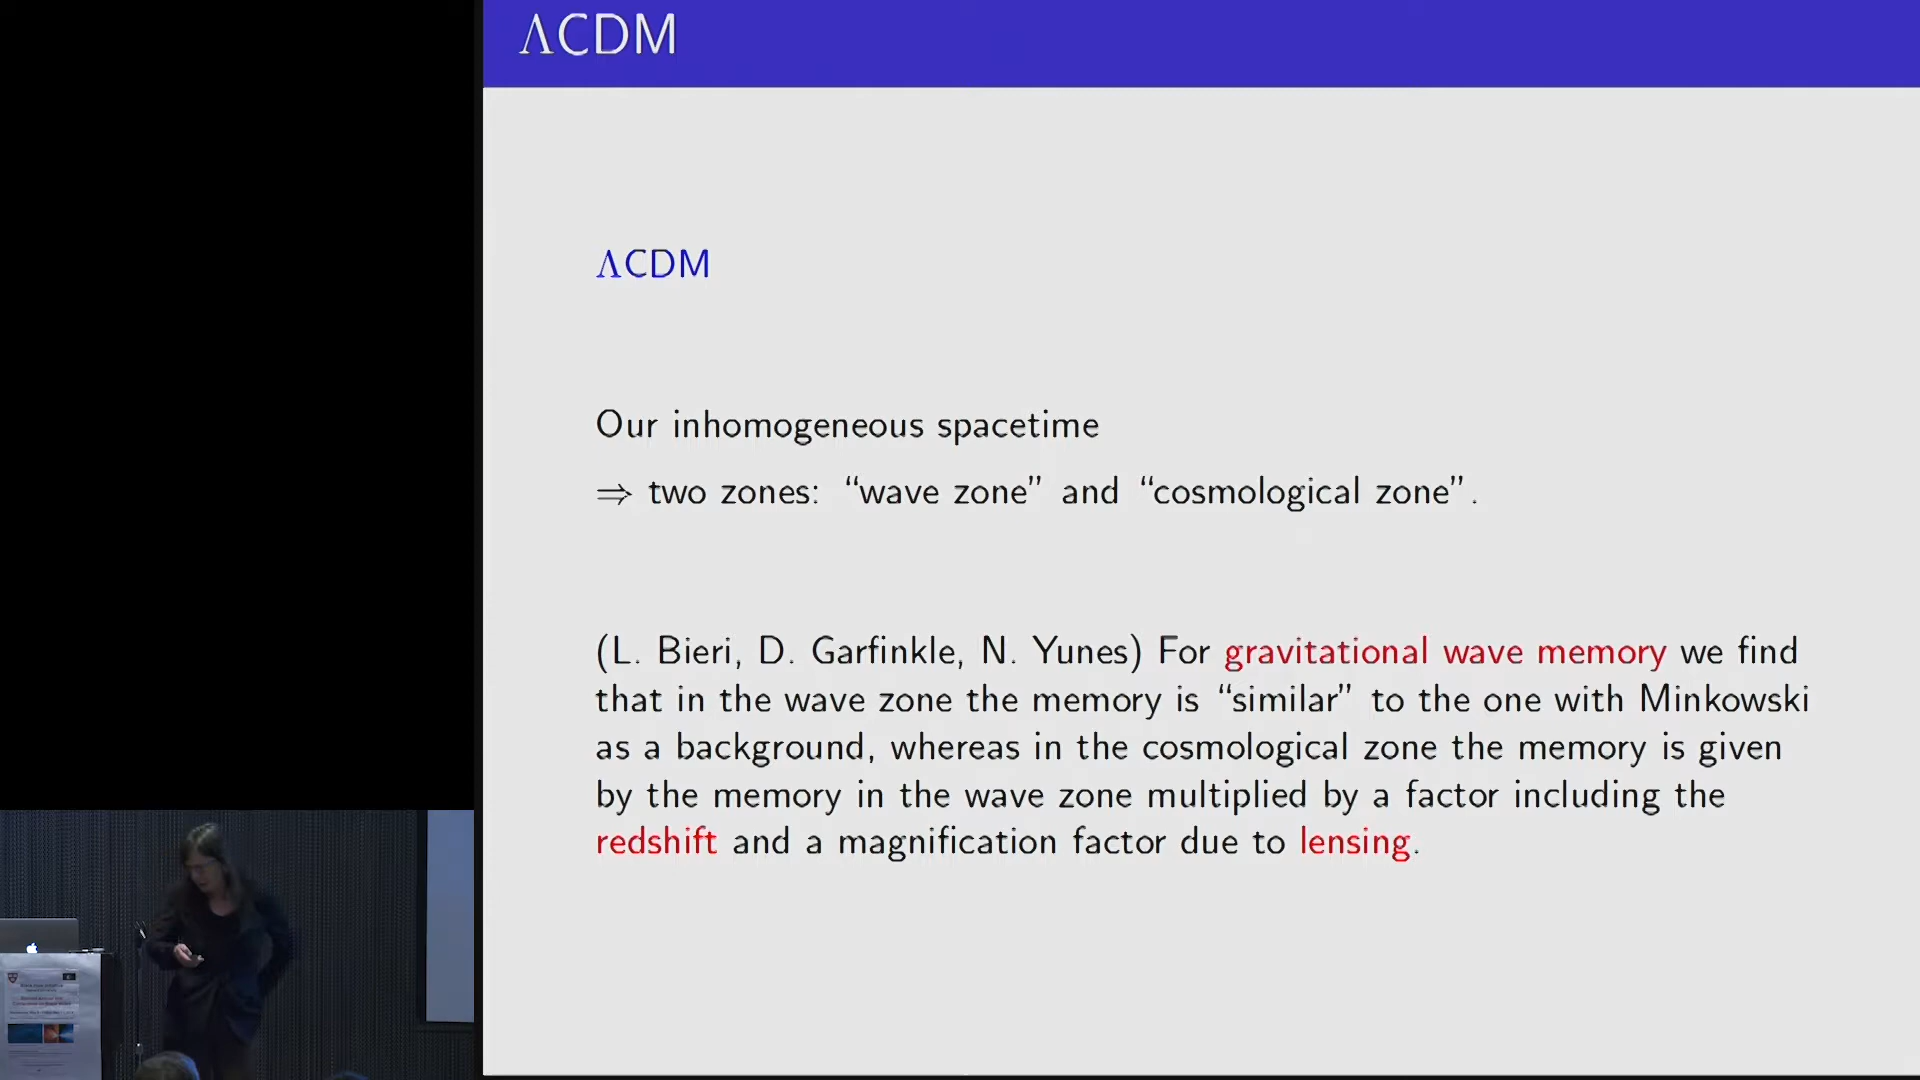 ΛCDM
ΛCDM
Our inhomogeneous spacetime
⇒ two zones: “wave zone” and “cosmological zone”.
(L. Bieri, D. Garfinkle, N. Yunes) For gravitational wave memory we find
that in the wave zone the memory is “similar” to the one with Minkowski
as a background, whereas in the cosmological zone the memory is given
by the memory in the wave zone multiplied by a factor including the
redshift and a magnification factor due to lensing.